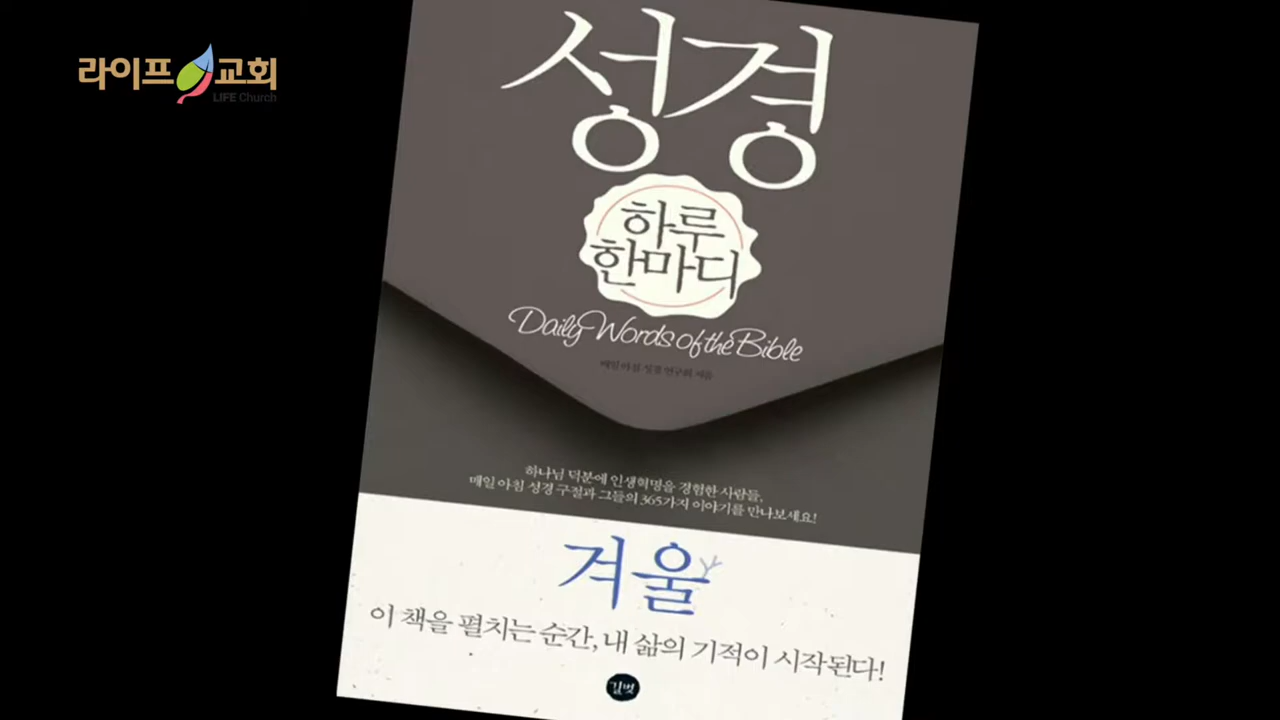 라이프 교회
LIFE Church
성경
하루
한마디
Daily Words of the Bible
매일 아침 성경 연구회 지음
하나님 덕분에 인생혁명을 경험한 사람들,
매일 아침 성경 구절과 그들의 365가지 이야기를 만나보세요!
겨울
이 책을 펼치는 순간, 내 삶의 기적이 시작된다!
길벗